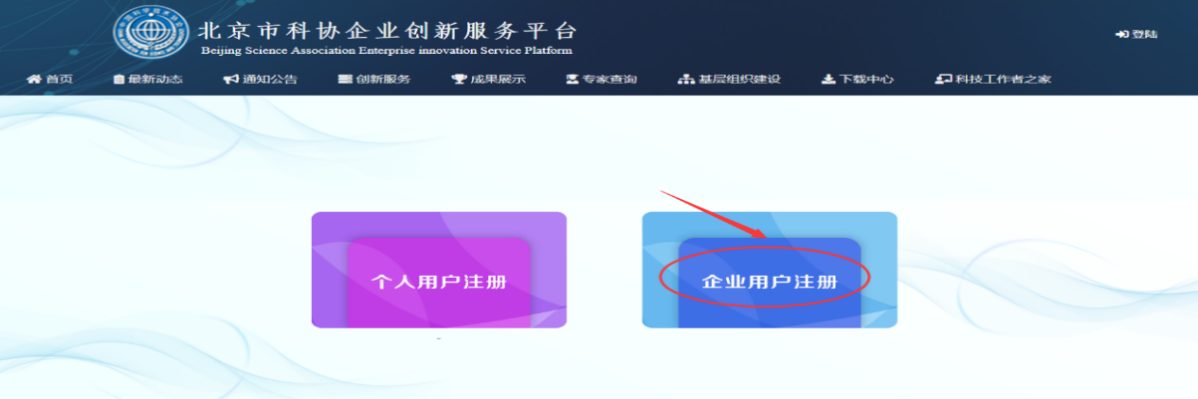 北京市科协企业创新服务平台
Beijing Science Association Enterprise innovation Service Platform
登陆
首页 最新动态 通知公告 创新服务 成果展示 专家查询 基层组织建设 下载中心 科技工作者之家
个人用户注册 企业用户注册